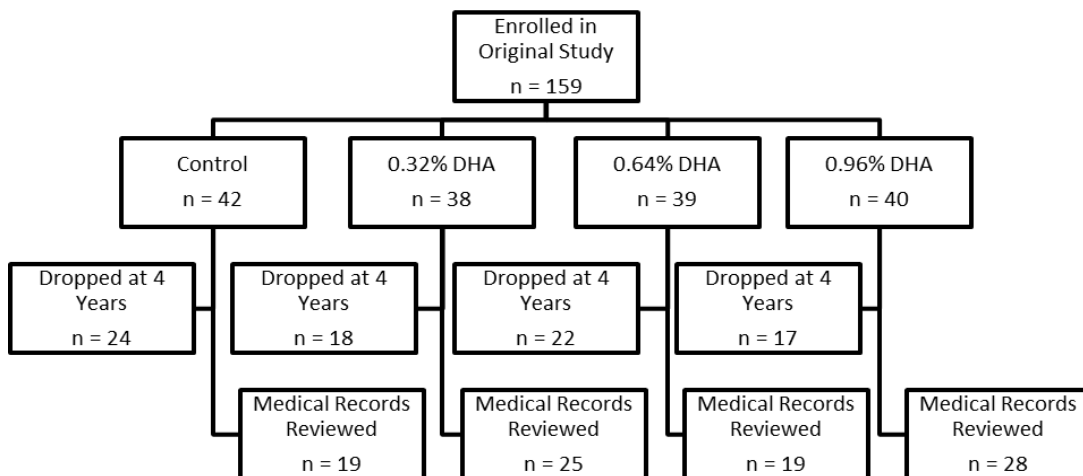 Enrolled in
Original Study
n = 159
Control
n = 42
0.32% DHA
n = 38
0.64% DHA
n = 39
0.96% DHA
n = 40
Dropped at 4
Years
n = 24
Dropped at 4
Years
n = 18
Dropped at 4
Years
n = 22
Dropped at 4
Years
n = 17
Medical Records
Reviewed
n = 19
Medical Records
Reviewed
n = 25
Medical Records
Reviewed
n = 19
Medical Records
Reviewed
n = 28